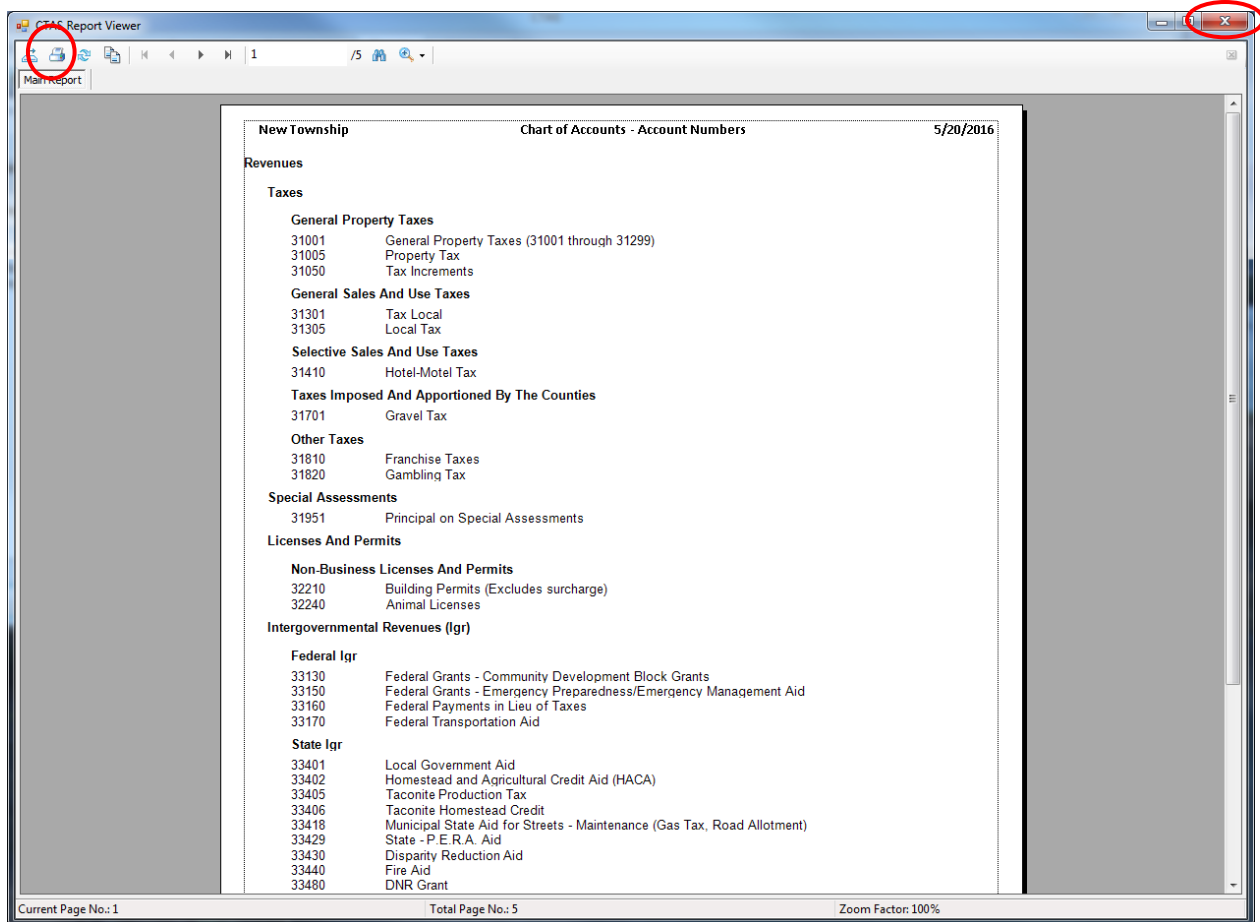 CTAS Report Viewer
1 /5
Main Report
New Township Chart of Accounts - Account Numbers 5/20/2016
Revenues
Taxes
General Property Taxes
31001 General Property Taxes (31001 through 31299)
31005 Property Tax
31050 Tax Increments
General Sales And Use Taxes
31301 Tax Local
31305 Local Tax
Selective Sales And Use Taxes
31410 Hotel-Motel Tax
Taxes Imposed And Apportioned By The Counties
31701 Gravel Tax
Other Taxes
31810 Franchise Taxes
31820 Gambling Tax
Special Assessments
31951 Principal on Special Assessments
Licenses And Permits
Non-Business Licenses And Permits
32210 Building Permits (Excludes surcharge)
32240 Animal Licenses
Intergovernmental Revenues (Igr)
Federal Igr
33130 Federal Grants - Community Development Block Grants
33150 Federal Grants - Emergency Preparedness/Emergency Management Aid
33160 Federal Payments in Lieu of Taxes
33170 Federal Transportation Aid
State Igr
33401 Local Government Aid
33402 Homestead and Agricultural Credit Aid (HACA)
33405 Taconite Production Tax
33406 Taconite Homestead Credit
33418 Municipal State Aid for Streets - Maintenance (Gas Tax, Road Allotment)
33429 State - P.E.R.A. Aid
33430 Disparity Reduction Aid
33440 Fire Aid
33480 DNR Grant
Current Page No.: 1 Total Page No.: 5 Zoom Factor: 100%